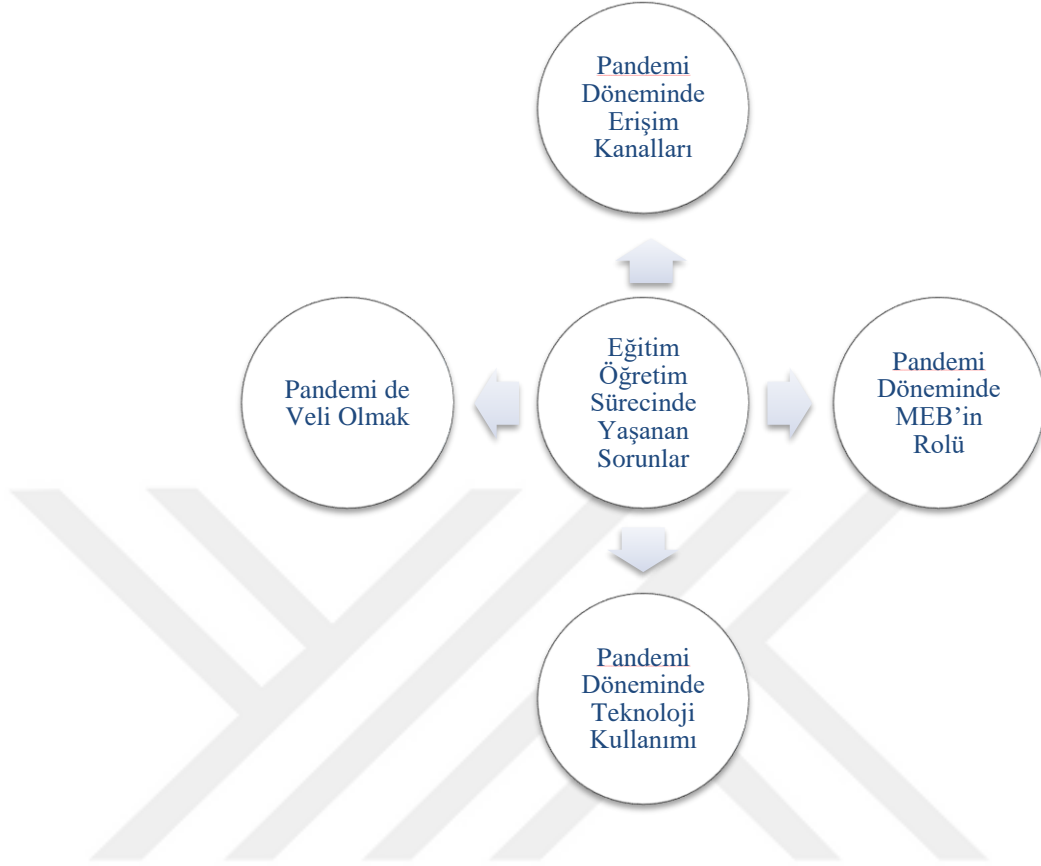 Pandemi
Döneminde
Erişim
Kanalları
Pandemi de
Veli Olmak
Eğitim
Öğretim
Sürecinde
Yaşanan
Sorunlar
Pandemi
Döneminde
MEB’in
Rolü
Pandemi
Döneminde
Teknoloji
Kullanımı